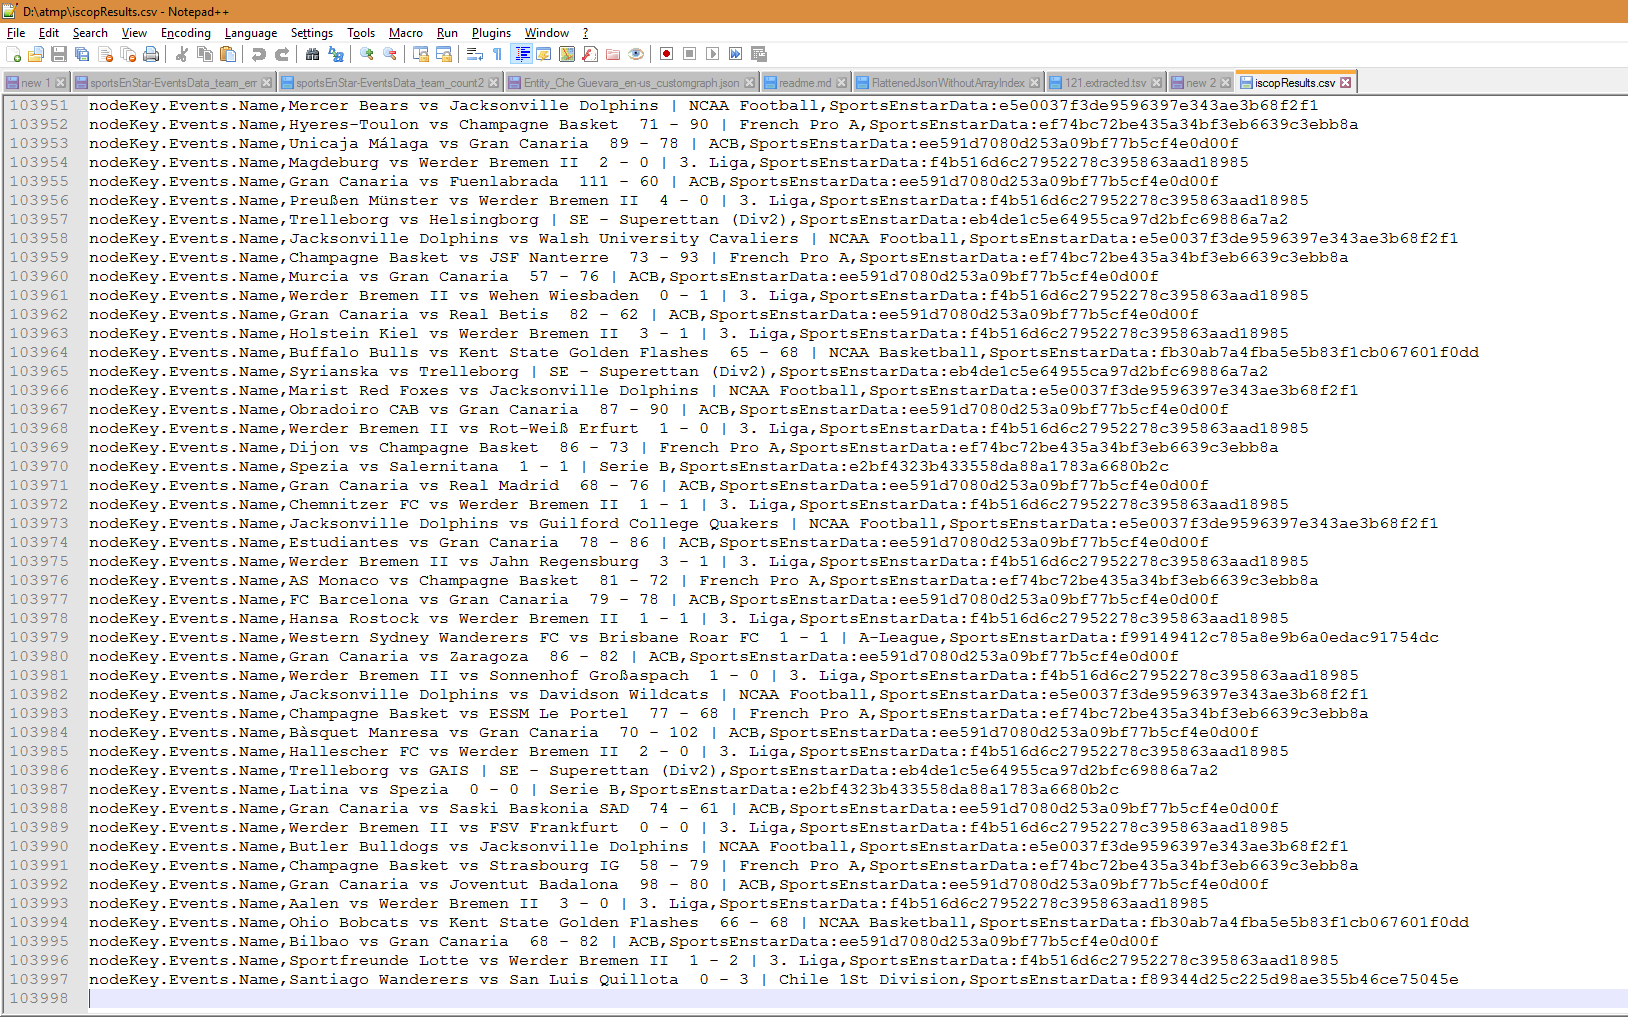 D:\atmp\iscopResults.csv - Notepad++
File Edit Search View Encoding Language Settings Tools Macro Run Plugins Window ?
new 1 sportsEnStar-EventsData_team_err sportsEnStar-EventsData_team_count2 Entity_Che Guevara_en-us_customgraph.json readme.md FlattenedJsonWithoutArrayIndex 121.extracted.tsv new 2 iscopResults.csv
103951 nodeKey.Events.Name,Mercer Bears vs Jacksonville Dolphins | NCAA Football,SportsEnstarData:e5e0037f3de9596397e343ae3b68f2f1
103952 nodeKey.Events.Name,Hyeres-Toulon vs Champagne Basket  71 - 90 | French Pro A,SportsEnstarData:ef74bc72be435a34bf3eb6639c3ebb8a
103953 nodeKey.Events.Name,Unicaja Málaga vs Gran Canaria  89 - 78 | ACB,SportsEnstarData:ee591d7080d253a09bf77b5cf4e0d00f
103954 nodeKey.Events.Name,Magdeburg vs Werder Bremen II  2 - 0 | 3. Liga,SportsEnstarData:f4b516d6c27952278c395863aad18985
103955 nodeKey.Events.Name,Gran Canaria vs Fuenlabrada  111 - 60 | ACB,SportsEnstarData:ee591d7080d253a09bf77b5cf4e0d00f
103956 nodeKey.Events.Name,Preußen Münster vs Werder Bremen II  4 - 0 | 3. Liga,SportsEnstarData:f4b516d6c27952278c395863aad18985
103957 nodeKey.Events.Name,Trelleborg vs Helsingborg | SE - Superettan (Div2),SportsEnstarData:eb4de1c5e64955ca97d2bfc69886a7a2
103958 nodeKey.Events.Name,Jacksonville Dolphins vs Walsh University Cavaliers | NCAA Football,SportsEnstarData:e5e0037f3de9596397e343ae3b68f2f1
103959 nodeKey.Events.Name,Champagne Basket vs JSF Nanterre  73 - 93 | French Pro A,SportsEnstarData:ef74bc72be435a34bf3eb6639c3ebb8a
103960 nodeKey.Events.Name,Murcia vs Gran Canaria  57 - 76 | ACB,SportsEnstarData:ee591d7080d253a09bf77b5cf4e0d00f
103961 nodeKey.Events.Name,Werder Bremen II vs Wehen Wiesbaden  0 - 1 | 3. Liga,SportsEnstarData:f4b516d6c27952278c395863aad18985
103962 nodeKey.Events.Name,Gran Canaria vs Real Betis  82 - 62 | ACB,SportsEnstarData:ee591d7080d253a09bf77b5cf4e0d00f
103963 nodeKey.Events.Name,Holstein Kiel vs Werder Bremen II  3 - 1 | 3. Liga,SportsEnstarData:f4b516d6c27952278c395863aad18985
103964 nodeKey.Events.Name,Buffalo Bulls vs Kent State Golden Flashes  65 - 68 | NCAA Basketball,SportsEnstarData:fb30ab7a4fba5e5b83f1cb067601f0dd
103965 nodeKey.Events.Name,Syrianska vs Trelleborg | SE - Superettan (Div2),SportsEnstarData:eb4de1c5e64955ca97d2bfc69886a7a2
103966 nodeKey.Events.Name,Marist Red Foxes vs Jacksonville Dolphins | NCAA Football,SportsEnstarData:e5e0037f3de9596397e343ae3b68f2f1
103967 nodeKey.Events.Name,Obradoiro CAB vs Gran Canaria  87 - 90 | ACB,SportsEnstarData:ee591d7080d253a09bf77b5cf4e0d00f
103968 nodeKey.Events.Name,Werder Bremen II vs Rot-Weiß Erfurt  1 - 0 | 3. Liga,SportsEnstarData:f4b516d6c27952278c395863aad18985
103969 nodeKey.Events.Name,Dijon vs Champagne Basket  86 - 73 | French Pro A,SportsEnstarData:ef74bc72be435a34bf3eb6639c3ebb8a
103970 nodeKey.Events.Name,Spezia vs Salernitana  1 - 1 | Serie B,SportsEnstarData:e2bf4323b433558da88a1783a6680b2c
103971 nodeKey.Events.Name,Gran Canaria vs Real Madrid  68 - 76 | ACB,SportsEnstarData:ee591d7080d253a09bf77b5cf4e0d00f
103972 nodeKey.Events.Name,Chemnitzer FC vs Werder Bremen II  1 - 1 | 3. Liga,SportsEnstarData:f4b516d6c27952278c395863aad18985
103973 nodeKey.Events.Name,Jacksonville Dolphins vs Guilford College Quakers | NCAA Football,SportsEnstarData:e5e0037f3de9596397e343ae3b68f2f1
103974 nodeKey.Events.Name,Estudiantes vs Gran Canaria  78 - 86 | ACB,SportsEnstarData:ee591d7080d253a09bf77b5cf4e0d00f
103975 nodeKey.Events.Name,Werder Bremen II vs Jahn Regensburg  3 - 1 | 3. Liga,SportsEnstarData:f4b516d6c27952278c395863aad18985
103976 nodeKey.Events.Name,AS Monaco vs Champagne Basket  81 - 72 | French Pro A,SportsEnstarData:ef74bc72be435a34bf3eb6639c3ebb8a
103977 nodeKey.Events.Name,FC Barcelona vs Gran Canaria  79 - 78 | ACB,SportsEnstarData:ee591d7080d253a09bf77b5cf4e0d00f
103978 nodeKey.Events.Name,Hansa Rostock vs Werder Bremen II  1 - 1 | 3. Liga,SportsEnstarData:f4b516d6c27952278c395863aad18985
103979 nodeKey.Events.Name,Western Sydney Wanderers FC vs Brisbane Roar FC  1 - 1 | A-League,SportsEnstarData:f99149412c785a8e9b6a0edac91754dc
103980 nodeKey.Events.Name,Gran Canaria vs Zaragoza  86 - 82 | ACB,SportsEnstarData:ee591d7080d253a09bf77b5cf4e0d00f
103981 nodeKey.Events.Name,Werder Bremen II vs Sonnenhof Großaspach  1 - 0 | 3. Liga,SportsEnstarData:f4b516d6c27952278c395863aad18985
103982 nodeKey.Events.Name,Jacksonville Dolphins vs Davidson Wildcats | NCAA Football,SportsEnstarData:e5e0037f3de9596397e343ae3b68f2f1
103983 nodeKey.Events.Name,Champagne Basket vs ESSM Le Portel  77 - 68 | French Pro A,SportsEnstarData:ef74bc72be435a34bf3eb6639c3ebb8a
103984 nodeKey.Events.Name,Bàsquet Manresa vs Gran Canaria  70 - 102 | ACB,SportsEnstarData:ee591d7080d253a09bf77b5cf4e0d00f
103985 nodeKey.Events.Name,Hallescher FC vs Werder Bremen II  2 - 0 | 3. Liga,SportsEnstarData:f4b516d6c27952278c395863aad18985
103986 nodeKey.Events.Name,Trelleborg vs GAIS | SE - Superettan (Div2),SportsEnstarData:eb4de1c5e64955ca97d2bfc69886a7a2
103987 nodeKey.Events.Name,Latina vs Spezia  0 - 0 | Serie B,SportsEnstarData:e2bf4323b433558da88a1783a6680b2c
103988 nodeKey.Events.Name,Gran Canaria vs Saski Baskonia SAD  74 - 61 | ACB,SportsEnstarData:ee591d7080d253a09bf77b5cf4e0d00f
103989 nodeKey.Events.Name,Werder Bremen II vs FSV Frankfurt  0 - 0 | 3. Liga,SportsEnstarData:f4b516d6c27952278c395863aad18985
103990 nodeKey.Events.Name,Butler Bulldogs vs Jacksonville Dolphins | NCAA Football,SportsEnstarData:e5e0037f3de9596397e343ae3b68f2f1
103991 nodeKey.Events.Name,Champagne Basket vs Strasbourg IG  58 - 79 | French Pro A,SportsEnstarData:ef74bc72be435a34bf3eb6639c3ebb8a
103992 nodeKey.Events.Name,Gran Canaria vs Joventut Badalona  98 - 80 | ACB,SportsEnstarData:ee591d7080d253a09bf77b5cf4e0d00f
103993 nodeKey.Events.Name,Aalen vs Werder Bremen II  3 - 0 | 3. Liga,SportsEnstarData:f4b516d6c27952278c395863aad18985
103994 nodeKey.Events.Name,Ohio Bobcats vs Kent State Golden Flashes  66 - 68 | NCAA Basketball,SportsEnstarData:fb30ab7a4fba5e5b83f1cb067601f0dd
103995 nodeKey.Events.Name,Bilbao vs Gran Canaria  68 - 82 | ACB,SportsEnstarData:ee591d7080d253a09bf77b5cf4e0d00f
103996 nodeKey.Events.Name,Sportfreunde Lotte vs Werder Bremen II  1 - 2 | 3. Liga,SportsEnstarData:f4b516d6c27952278c395863aad18985
103997 nodeKey.Events.Name,Santiago Wanderers vs San Luis Quillota  0 - 3 | Chile 1St Division,SportsEnstarData:f89344d25c225d98ae355b46ce75045e
103998